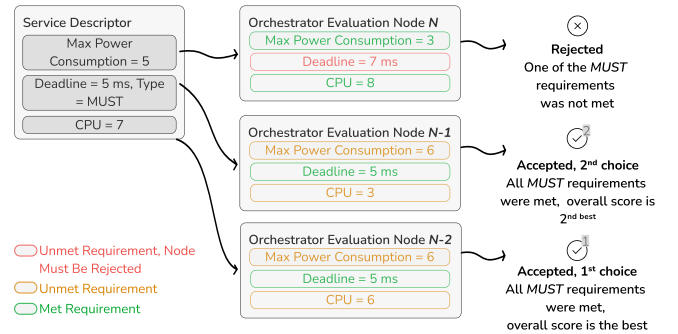 Service Descriptor
Max Power
Consumption = 5
Deadline = 5 ms, Type
= MUST
CPU = 7
Orchestrator Evaluation Node N
Max Power Consumption = 3
Deadline = 7 ms
CPU = 8
Rejected
One of the MUST
requirements
was not met
Orchestrator Evaluation Node N-1
Max Power Consumption = 6
Deadline = 5 ms
CPU = 3
2
Accepted, 2nd choice
All MUST requirements
were met, overall score is
2nd best
Orchestrator Evaluation Node N-2
Max Power Consumption = 6
Deadline = 5 ms
CPU = 6
1
Accepted, 1st choice
All MUST requirements
were met,
overall score is the best
Unmet Requirement, Node
Must Be Rejected
Unmet Requirement
Met Requirement